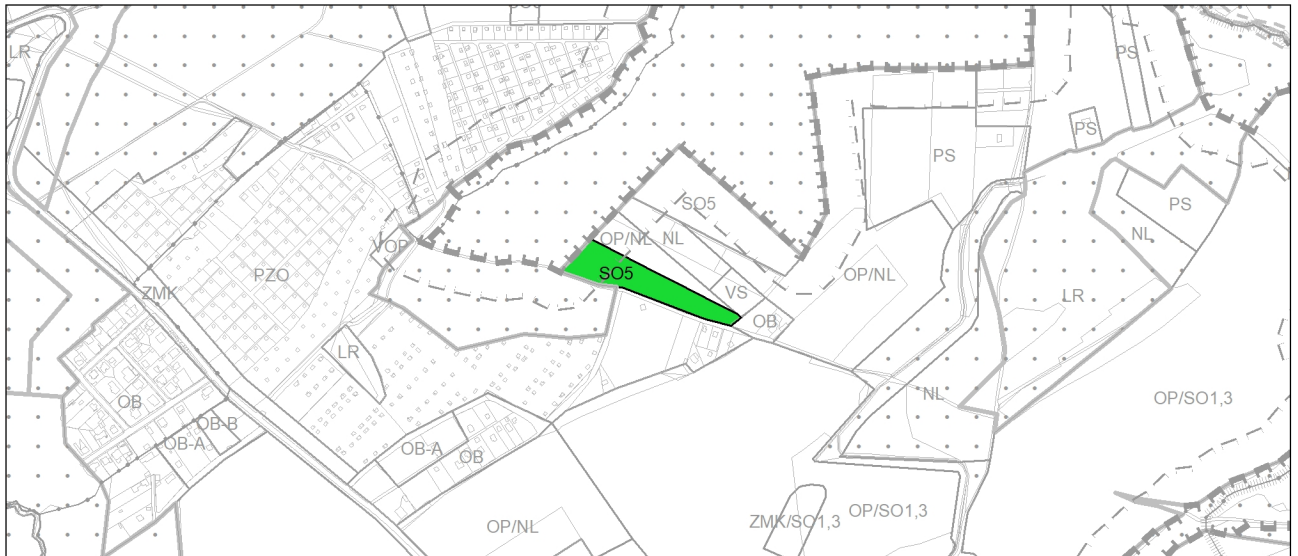 LR
PS
PS
PS
SO5
PS
VOP
OP/NL
NL
NL
PZO
SO5
OP/NL
ZMK
VS
LR
OB
LR
OB
NL
OP/SO1,3
OB-B
OB-A
OB-A
OB
OP/NL
ZMK/SO1,3
OP/SO1,3